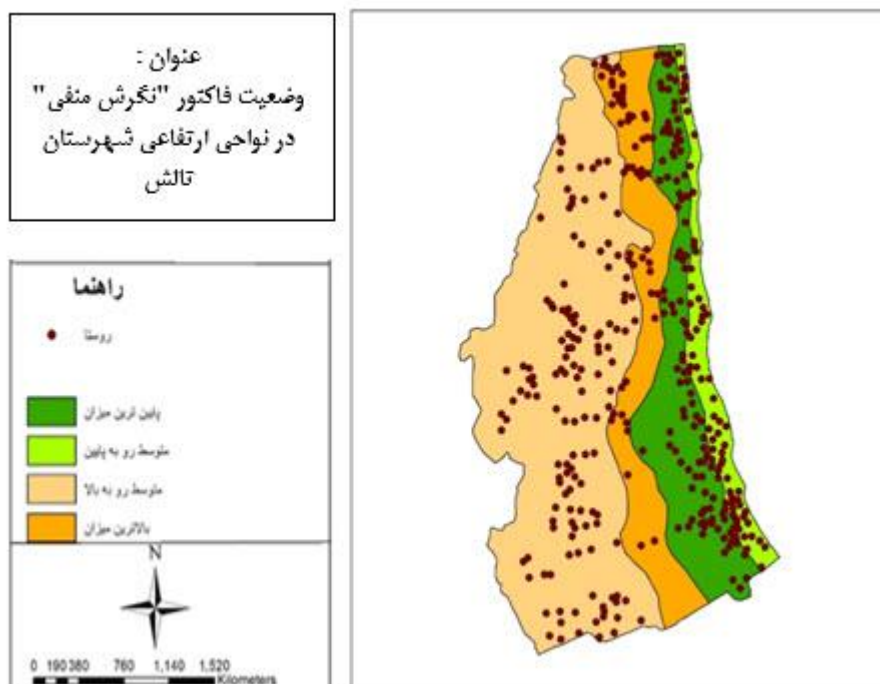 عنوان :
وضعیت فاکتور "نگرش منفی"
در نواحی ارتفاعی شهرستان
تالش
راهنما
روستا
پایین ترین میزان
متوسط رو به پایین
متوسط رو به بالا
بالاترین میزان
N
0 190 380 760 1,140 1,520
Kilometers